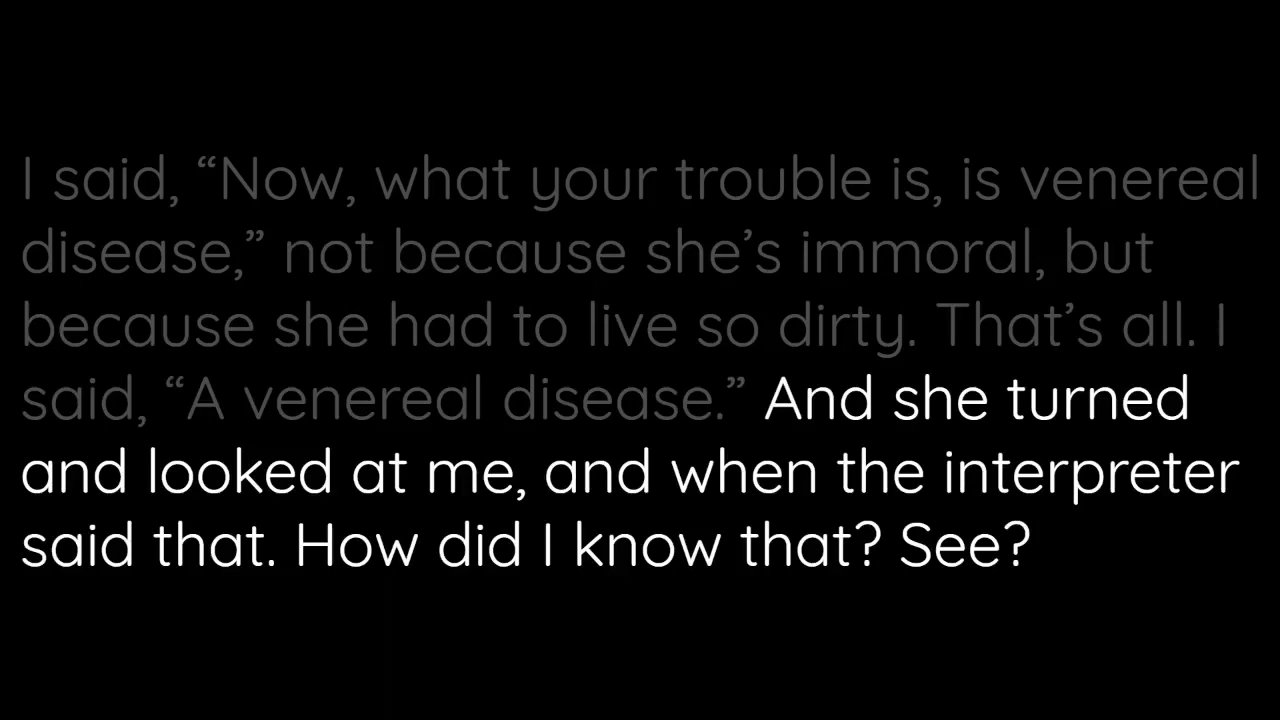 I said, “Now, what your trouble is, is venereal
disease,” not because she’s immoral, but
because she had to live so dirty. That’s all. I
said, “A venereal disease.” And she turned
and looked at me, and when the interpreter
said that. How did I know that? See?